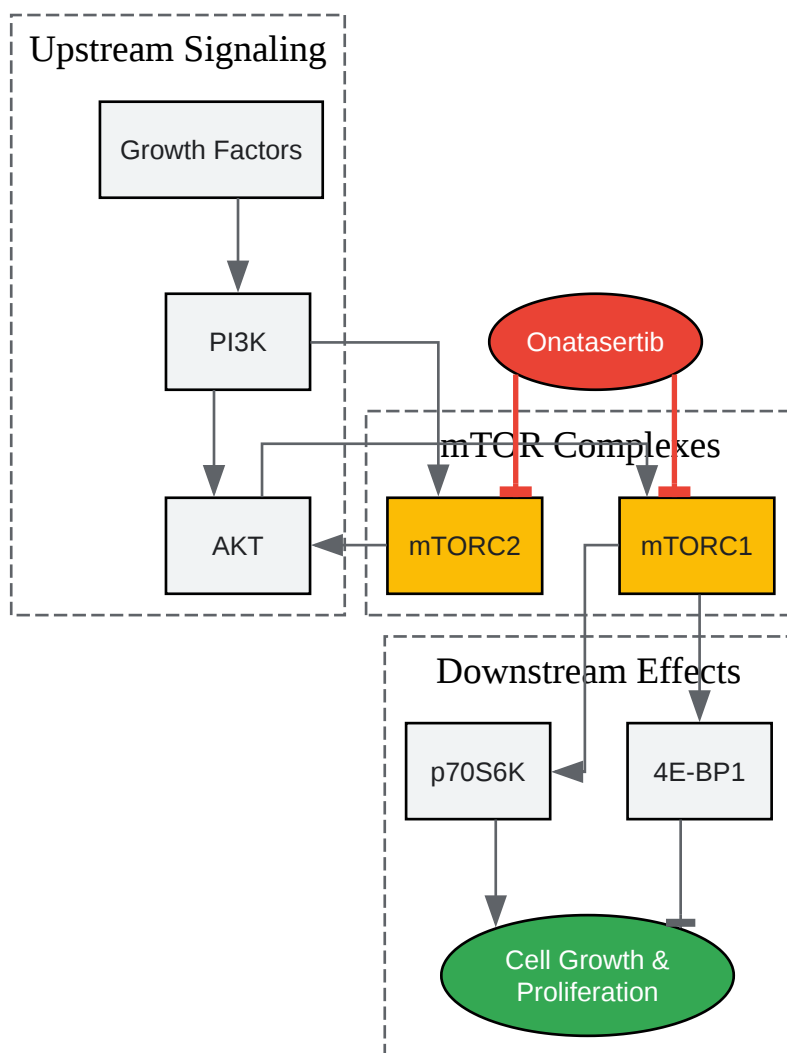 Upstream Signaling
Growth Factors
PI3K
Onatasertib
mTOR Complexes
AKT
mTORC2
mTORC1
Downstream Effects
p70S6K
4E-BP1
Cell Growth &
Proliferation